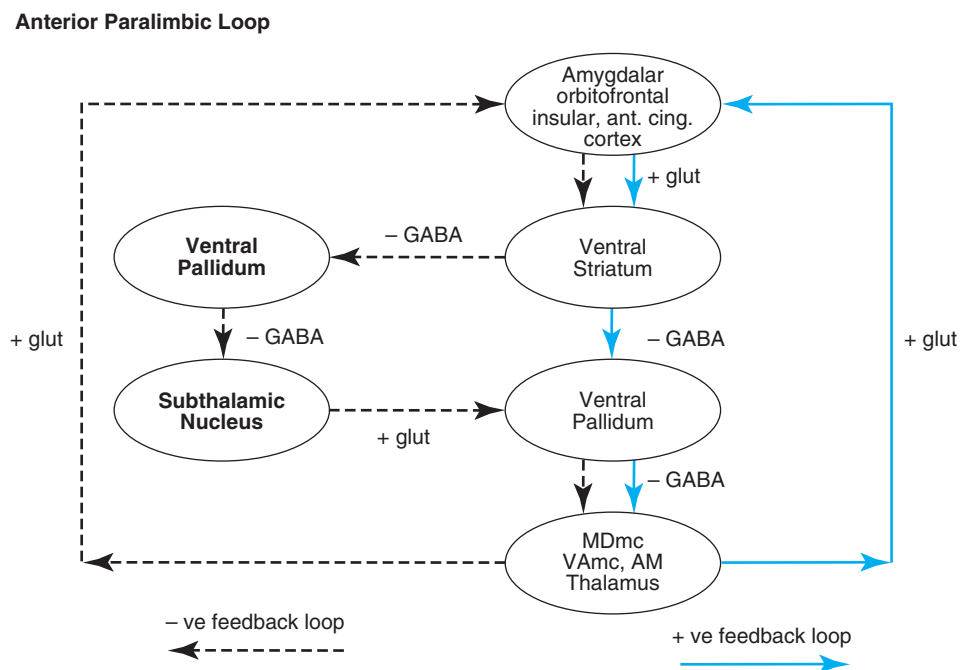 Anterior Paralimbic Loop
Amygdalar
orbitofrontal
insular, ant. cing.
cortex
+ glut
– GABA
Ventral
Pallidum
Ventral
Striatum
+ glut
– GABA
– GABA
+ glut
Subthalamic
Nucleus
+ glut
Ventral
Pallidum
– GABA
MDmc
VAmc, AM
Thalamus
– ve feedback loop
+ ve feedback loop